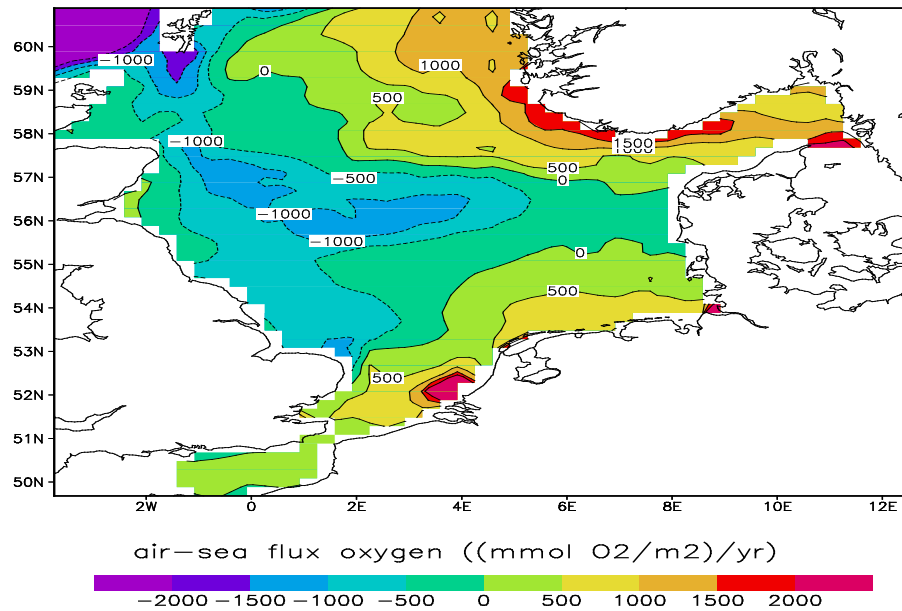 60N
59N
58N
57N
56N
55N
54N
53N
52N
51N
50N
−1000
0
1000
500
−1000
1500
500
−500
0
−1000
−1000
0
500
500
2W
0
2E
4E
6E
8E
10E
12E
air−sea flux oxygen ((mmol O2/m2)/yr)
−2000 −1500 −1000 −500 0 500 1000 1500 2000